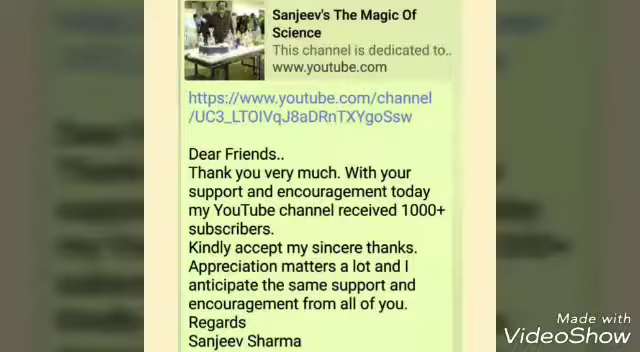 Sanjeev's The Magic Of
Science
This channel is dedicated to..
www.youtube.com
https://www.youtube.com/channel
/UC3_LTOIVqJ8aDRnTXYgoSsw
Dear Friends..
Thank you very much. With your
support and encouragement today
my YouTube channel received 1000+
subscribers.
Kindly accept my sincere thanks.
Appreciation matters a lot and I
anticipate the same support and
encouragement from all of you.
Regards
Sanjeev Sharma
Made with
VideoShow